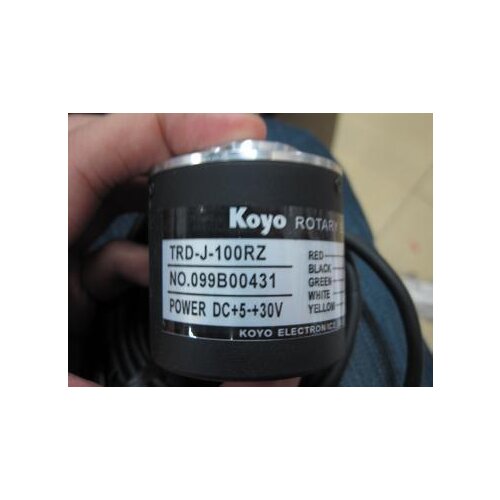 Koyo ROTARY
TRD-J-100RZ
NO.099B00431
POWER DC+5-+30V
RED
BLACK
GREEN
WHITE
YELLOW
KOYO ELECTRONIC